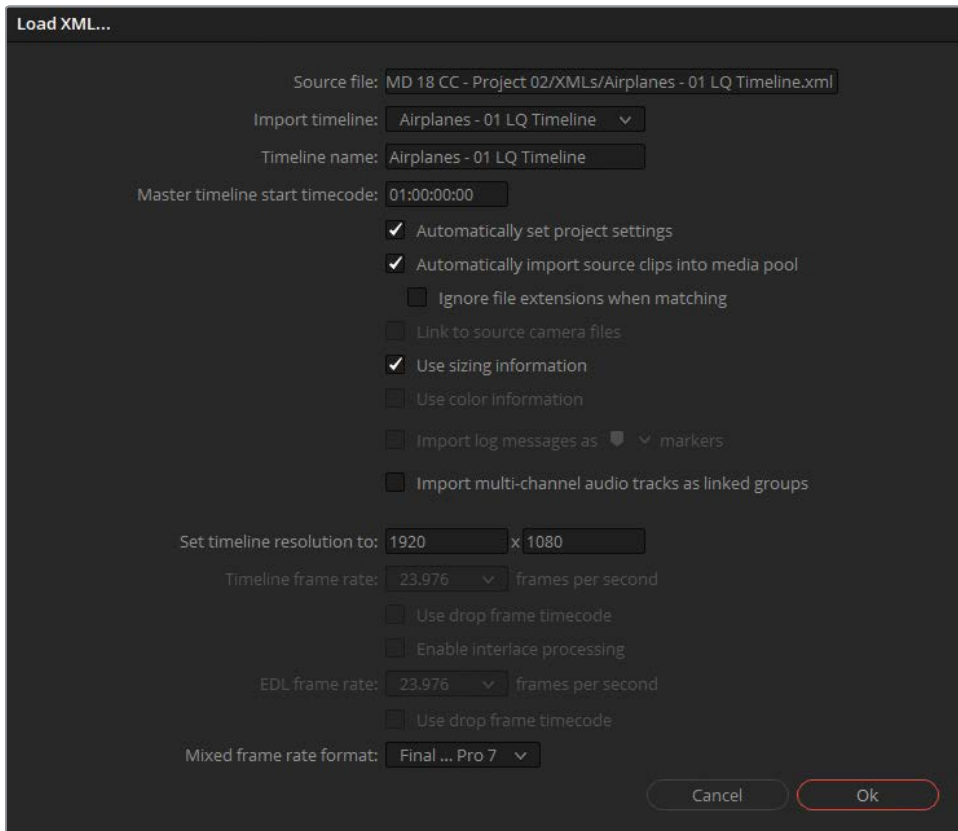 Load XML...
Source file: MD 18 CC - Project 02/XMLs/Airplanes - 01 LQ Timeline.xml
Import timeline: Airplanes - 01 LQ Timeline
Timeline name: Airplanes - 01 LQ Timeline
Master timeline start timecode: 01:00:00:00
Automatically set project settings
Automatically import source clips into media pool
Ignore file extensions when matching
Link to source camera files
Use sizing information
Use color information
Import log messages as markers
Import multi-channel audio tracks as linked groups
Set timeline resolution to: 1920 x 1080
Timeline frame rate: 23.976 frames per second
Use drop frame timecode
Enable interlace processing
EDL frame rate: 23.976 frames per second
Use drop frame timecode
Mixed frame rate format: Final ... Pro 7
Cancel Ok